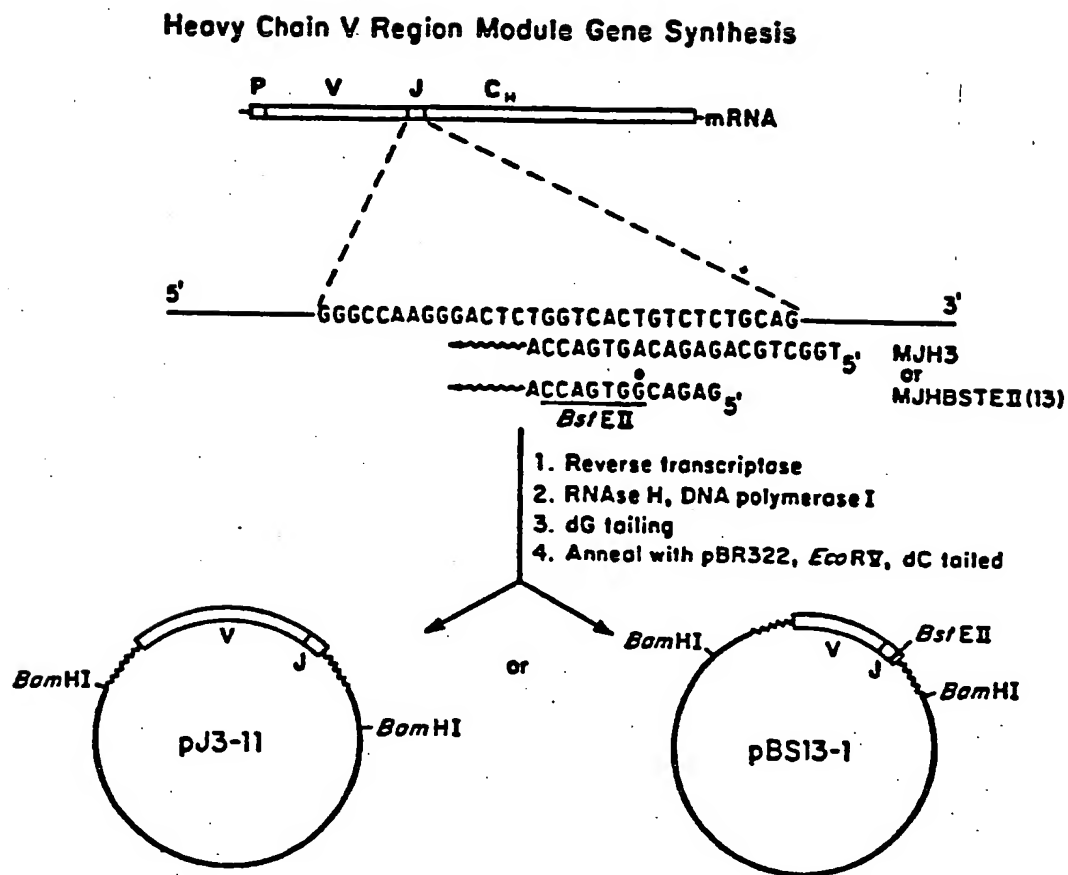 Heavy Chain V Region Module Gene Synthesis
P V J CH
mRNA
5' 3'
GGGCCAAGGGACTCTGGTCACTGTCTCTGCAG
ACCAGTGACAGAGACGTCGGT5' MJH3
or
ACCAGTGGCAGAG5' MJHBSTEII(13)
BstEII
1. Reverse transcriptase
2. RNAse H, DNA polymerase I
3. dG tailing
4. Anneal with pBR322, EcoRV, dC tailed
V J
BamHI
BamHI
pJ3-11
or
BamHI
V J
BstEII
BamHI
pBS13-1